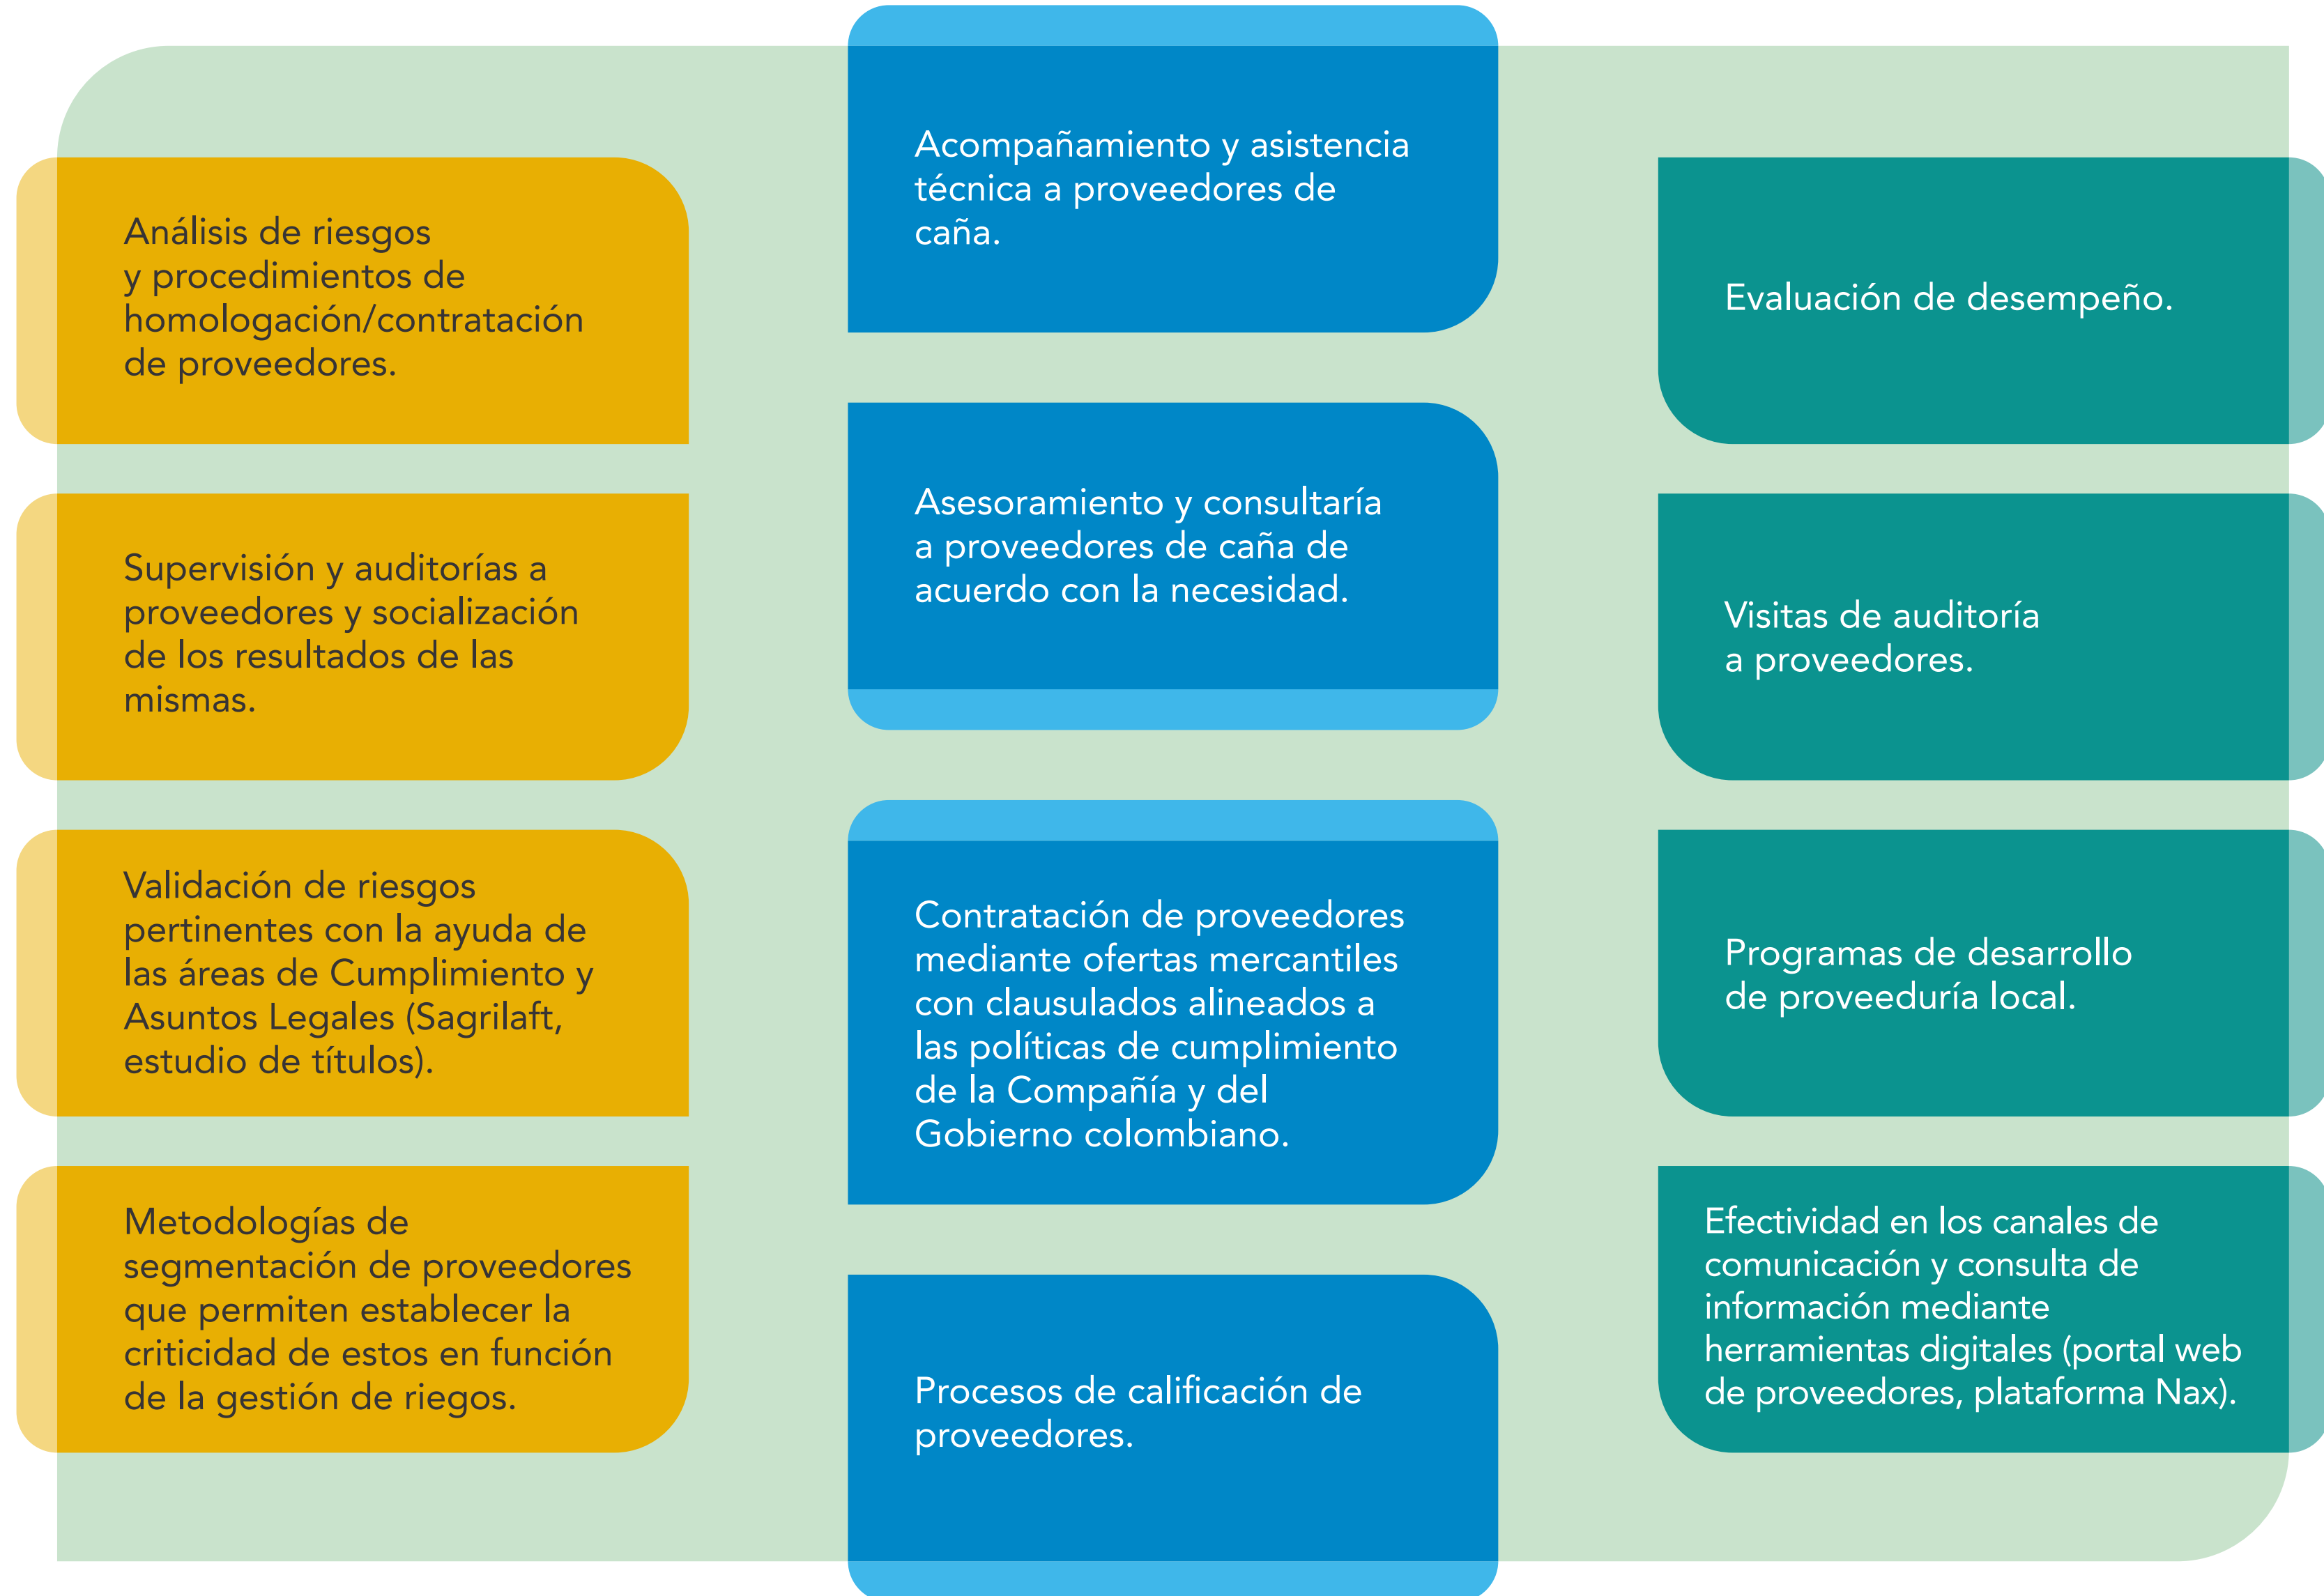 Análisis de riesgos
y procedimientos de
homologación/contratación
de proveedores.
Supervisión y auditorías a
proveedores y socialización
de los resultados de las
mismas.
Validación de riesgos
pertinentes con la ayuda de
las áreas de Cumplimiento y
Asuntos Legales (Sagrilaft,
estudio de títulos).
Metodologías de
segmentación de proveedores
que permiten establecer la
criticidad de estos en función
de la gestión de riegos.
Acompañamiento y asistencia
técnica a proveedores de
caña.
Asesoramiento y consultaría
a proveedores de caña de
acuerdo con la necesidad.
Contratación de proveedores
mediante ofertas mercantiles
con clausulados alineados a
las políticas de cumplimiento
de la Compañía y del
Gobierno colombiano.
Procesos de calificación de
proveedores.
Evaluación de desempeño.
Visitas de auditoría
a proveedores.
Programas de desarrollo
de proveeduría local.
Efectividad en los canales de
comunicación y consulta de
información mediante
herramientas digitales (portal web
de proveedores, plataforma Nax).